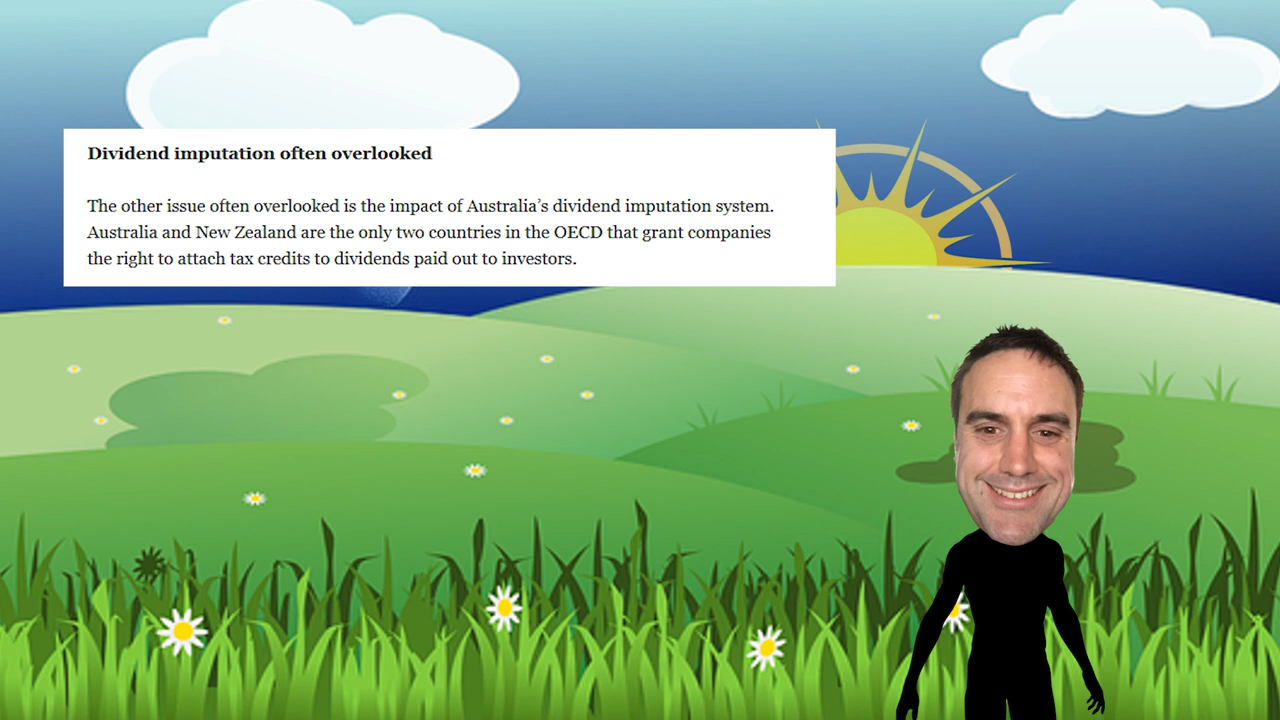 Dividend imputation often overlooked
The other issue often overlooked is the impact of Australia’s dividend imputation system.
Australia and New Zealand are the only two countries in the OECD that grant companies
the right to attach tax credits to dividends paid out to investors.